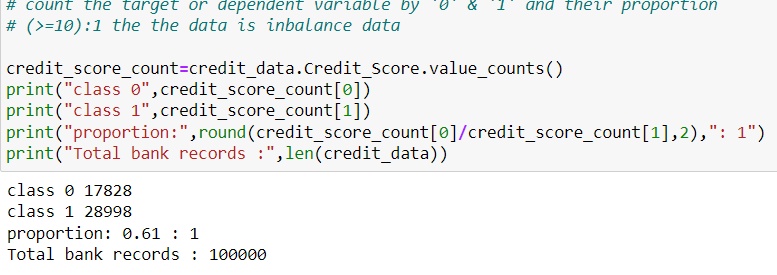 # count the target or dependent variable by '0' & '1' and their proportion
# (>=10):1 the the data is inbalance data
credit_score_count=credit_data.Credit_Score.value_counts()
print("class 0",credit_score_count[0])
print("class 1",credit_score_count[1])
print("proportion:",round(credit_score_count[0]/credit_score_count[1],2),": 1")
print("Total bank records :",len(credit_data))
class 0 17828
class 1 28998
proportion: 0.61 : 1
Total bank records : 100000